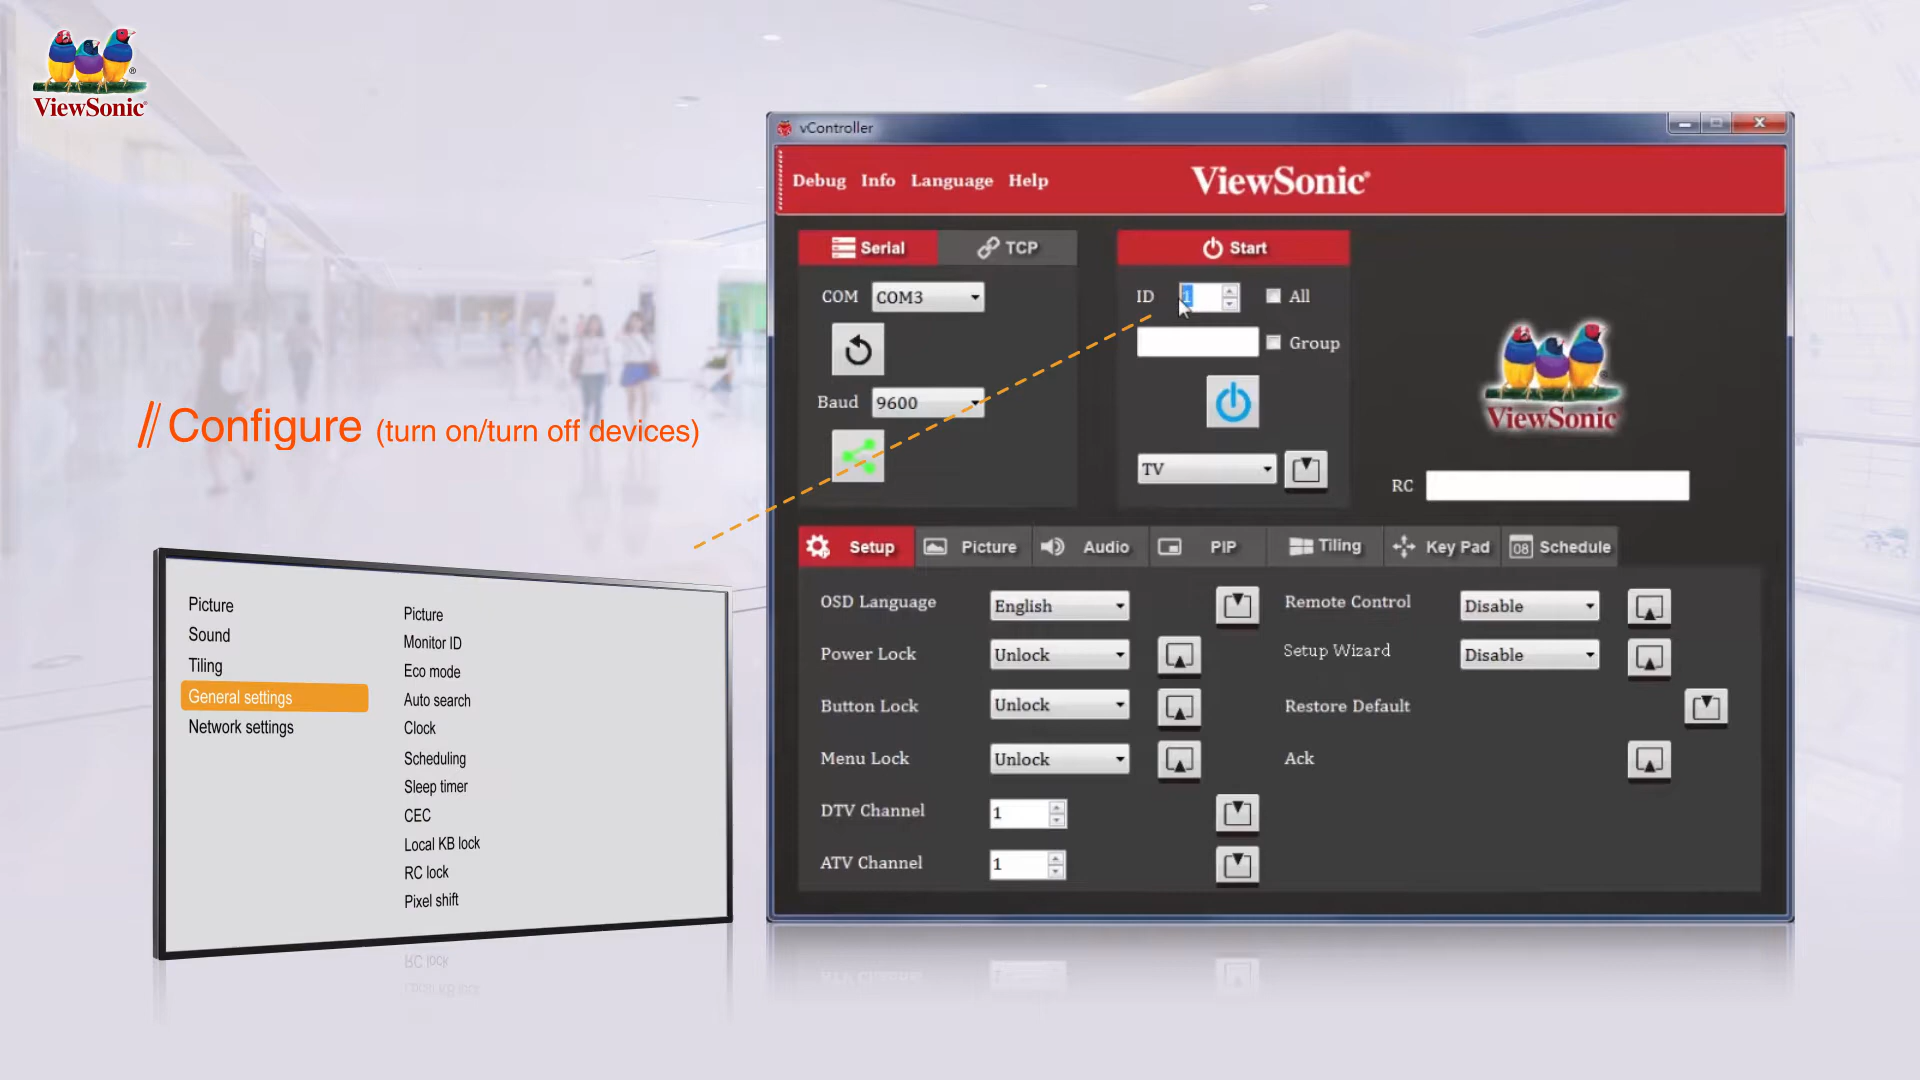 ViewSonic®
// Configure (turn on/turn off devices)
Picture
Sound
Tiling
General settings
Network settings
Picture
Monitor ID
Eco mode
Auto search
Clock
Scheduling
Sleep timer
CEC
Local KB lock
RC lock
Pixel shift
vController
Debug Info Language Help
ViewSonic®
Serial TCP
COM COM3
Baud 9600
Start
ID 1 All
Group
TV
ViewSonic®
RC
Setup Picture Audio PIP Tiling Key Pad 08 Schedule
OSD Language English
Power Lock Unlock
Button Lock Unlock
Menu Lock Unlock
DTV Channel 1
ATV Channel 1
Remote Control Disable
Setup Wizard Disable
Restore Default
Ack